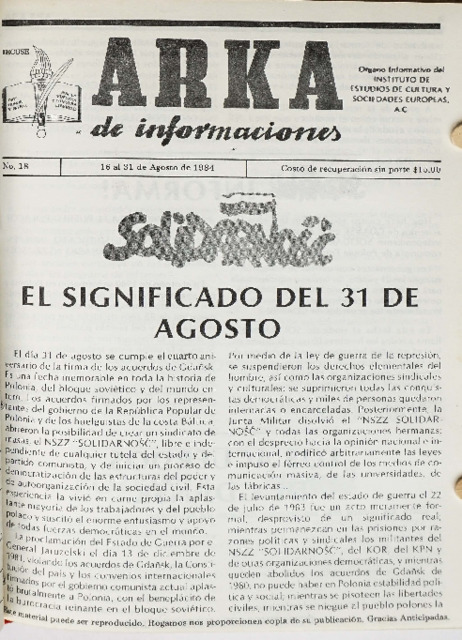 ARKA
de informaciones
Organo Informativo del
INSTITUTO DE
ESTUDIOS DE CULTURA Y
SOCIEDADES EUROPEAS,
A.C.
No. 18
16 al 31 de Agosto de 1984
Costo de recuperación sin porte $15.00
Solidarność
EL SIGNIFICADO DEL 31 DE
AGOSTO
El día 31 de agosto se cumple el cuarto ani-
versario de la firma de los acuerdos de Gdańsk.
Es una fecha memorable en toda la historia de
Polonia, del bloque soviético y del mundo en-
tero. Los acuerdos firmados por los represen-
tantes del gobierno de la República Popular de
Polonia y de los huelguistas de la costa Báltica,
abrieron la posibilidad de crear un sindicato de
masas, el NSZZ "SOLIDARNOŚĆ", libre e inde-
pendiente de cualquier tutela del estado y de
partido comunista, y de iniciar un proceso de
democratización de las estructuras del poder y
de autoorganización de la sociedad civil. Esta
experiencia la vivió en carne propia la aplas-
tante mayoría de los trabajadores y del pueblo
polaco y suscitó el enorme entusiasmo y apoyo
de todas fuerzas democráticas en el mundo.
La proclamación del Estado de Guerra por el
General Jaruzelski el día 13 de diciembre de
1981, violando los acuerdos de Gdańsk, la Consti-
tución del país y los convenios internacionales
firmados por el gobierno comunista actual aplas-
tó brutalmente a Polonia, con el beneplácito de
la burocracia reinante en el bloque soviético.
Por medio de la ley de guerra de la represión,
se suspendieron los derechos elementales del
hombre, así como las organizaciones sindicales
y culturales; se suprimieron todas las conquis-
tas democráticas y miles de personas quedaron
internadas o encarceladas. Posteriormente, la
Junta Militar disolvió el "NSZZ SOLIDAR-
NOŚĆ" y todas las organizaciones hermanas;
con el desprecio hacia la opinión nacional e in-
ternacional, modificó arbitrariamente las leyes
e impuso el férreo control de los medios de co-
municación masiva, de las universidades, de
las fábricas...
El levantamiento del estado de guerra el 22
de julio de 1983 fue un acto meramente for-
mal, desprovisto de un significado real,
mientras permanezcan en las prisiones por ra-
zones políticas y sindicales los militantes del
NSZZ "SOLIDARNOŚĆ", del KOR, del KPN y
de otras organizaciones democráticas, y mientras
queden abolidos los acuerdos de Gdańsk de
1980, no puede haber en Polonia estabilidad polí-
tica y social; mientras se pisoteen las libertades
civiles, mientras se niegue al pueblo polones la
Este material puede ser reproducido. Rogamos nos proporcionen copia de su publicación. Gracias Anticipadas.